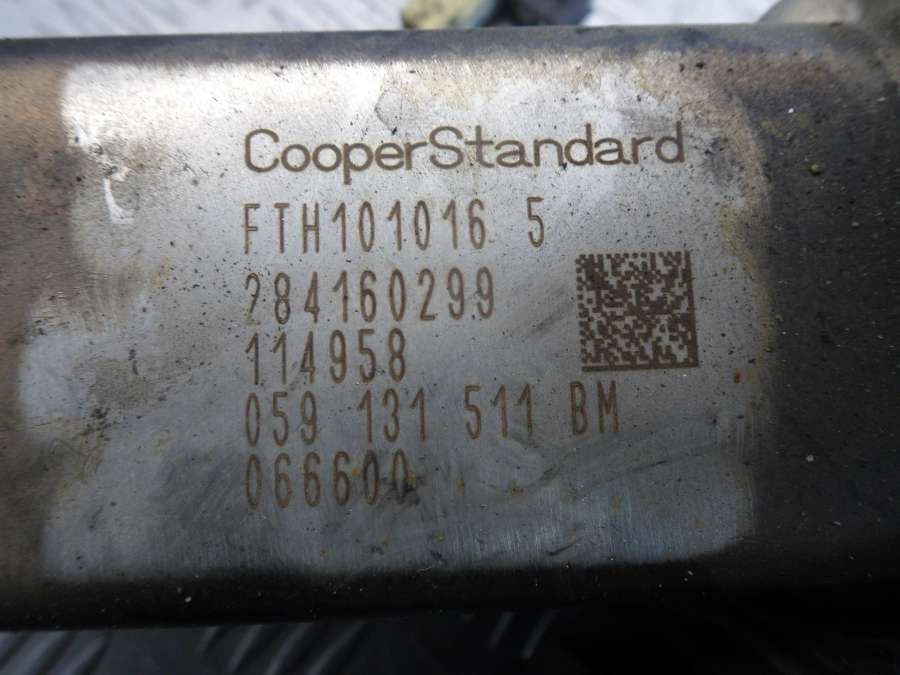 CooperStandard
FTH101016 5
284160299
114958
059 131 511 BM
066600